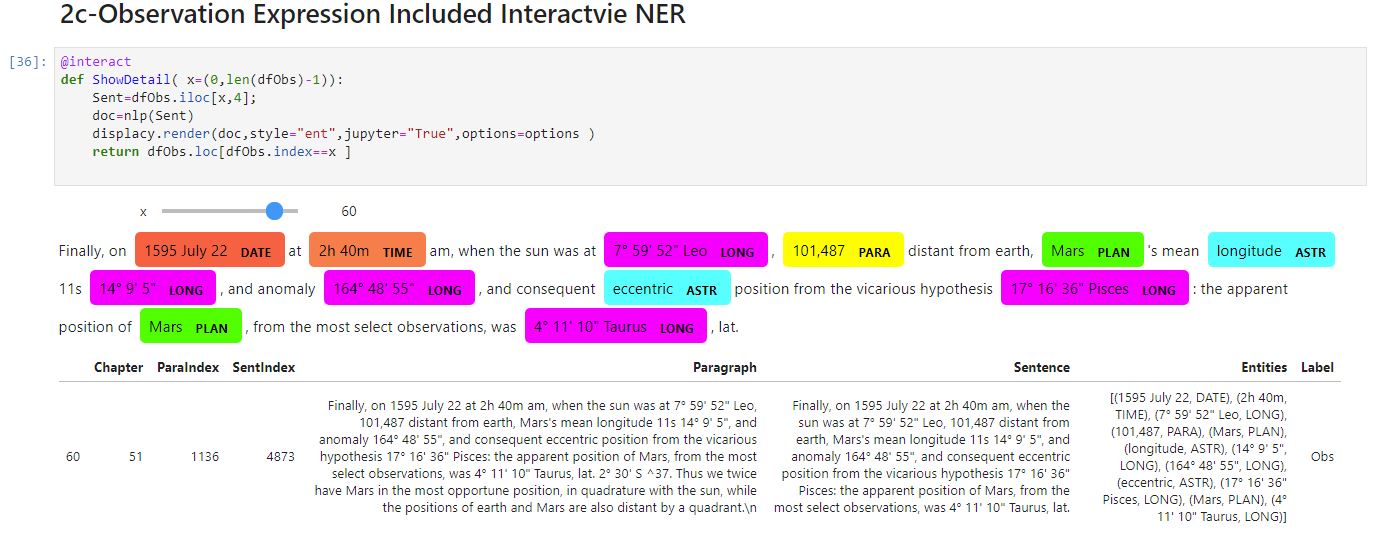 2c-Observation Expression Included Interactvie NER
[36]: @interact
def ShowDetail( x=(0,len(dfObs)-1)):
    Sent=dfObs.iloc[x,4];
    doc=nlp(Sent)
    displacy.render(doc,style="ent",jupyter="True",options=options )
    return dfObs.loc[dfObs.index==x ]
x 60
Finally, on 1595 July 22 DATE at 2h 40m TIME am, when the sun was at 7° 59' 52" Leo LONG , 101,487 PARA distant from earth, Mars PLAN 's mean longitude ASTR
11s 14° 9' 5" LONG , and anomaly 164° 48' 55" LONG , and consequent eccentric ASTR position from the vicarious hypothesis 17° 16' 36" Pisces LONG : the apparent
position of Mars PLAN , from the most select observations, was 4° 11' 10" Taurus LONG , lat.
Chapter ParaIndex SentIndex Paragraph Sentence Entities Label
60 51 1136 4873
Finally, on 1595 July 22 at 2h 40m am, when the sun was at 7° 59' 52" Leo,
101,487 distant from earth, Mars's mean longitude 11s 14° 9' 5", and
anomaly 164° 48' 55", and consequent eccentric position from the vicarious
hypothesis 17° 16' 36" Pisces: the apparent position of Mars, from the most
select observations, was 4° 11' 10" Taurus, lat. 2° 30' S ^37. Thus we twice
have Mars in the most opportune position, in quadrature with the sun, while
the positions of earth and Mars are also distant by a quadrant.\n
Finally, on 1595 July 22 at 2h 40m am, when the
sun was at 7° 59' 52" Leo, 101,487 distant from
earth, Mars's mean longitude 11s 14° 9' 5", and
anomaly 164° 48' 55", and consequent eccentric
position from the vicarious hypothesis 17° 16' 36"
Pisces: the apparent position of Mars, from the
most select observations, was 4° 11' 10" Taurus, lat.
[(1595 July 22, DATE), (2h 40m,
TIME), (7° 59' 52" Leo, LONG),
(101,487, PARA), (Mars, PLAN),
(longitude, ASTR), (14° 9' 5",
LONG), (164° 48' 55", LONG),
(eccentric, ASTR), (17° 16' 36"
Pisces, LONG), (Mars, PLAN), (4°
11' 10" Taurus, LONG)]
Obs